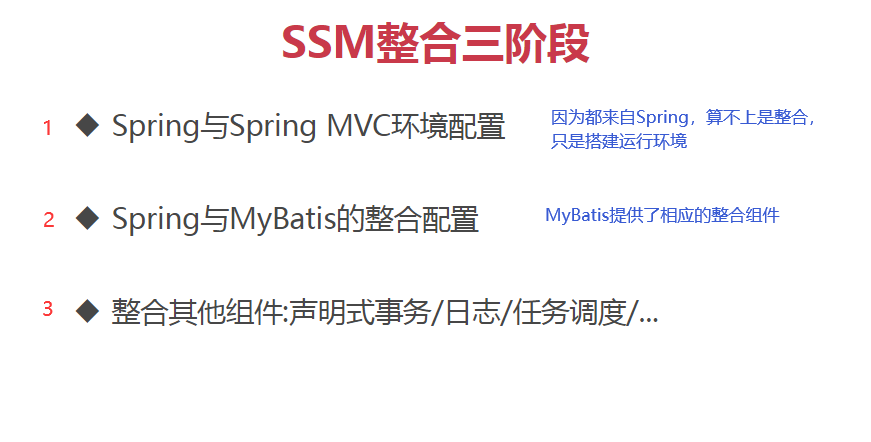 SSM整合三阶段
1 ◆ Spring与Spring MVC环境配置
因为都来自Spring，算不上是整合，
只是搭建运行环境
2 ◆ Spring与MyBatis的整合配置
MyBatis提供了相应的整合组件
3 ◆ 整合其他组件:声明式事务/日志/任务调度/...